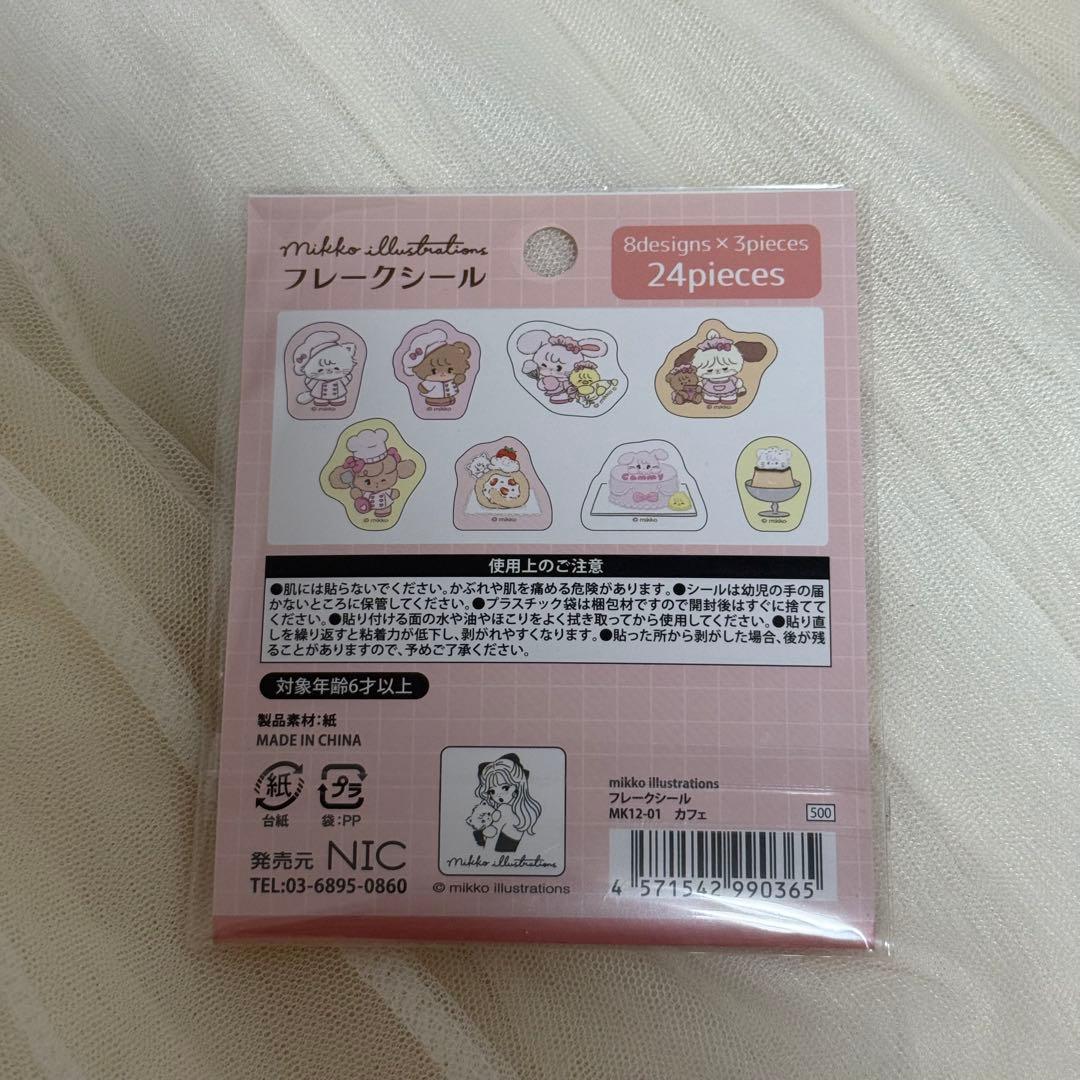 mikko illustrations
フレークシール
8designs×3pieces
24pieces
© mikko
© mikko
© mikko
© mikko
© mikko
© mikko
Cammy
© mikko
© mikko
使用上のご注意
●肌には貼らないでください。かぶれや肌を痛める危険があります。●シールは幼児の手の届
かないところに保管してください。●プラスチック袋は梱包材ですので開封後はすぐに捨てて
ください。●貼り付ける面の水や油やほこりをよく拭き取ってから使用してください。●貼り直
しを繰り返すと粘着力が低下し、剥がれやすくなります。●貼った所から剥がした場合、後が残
ることがありますので、予めご了承ください。
対象年齢6才以上
製品素材:紙
MADE IN CHINA
紙
台紙
プラ
袋:PP
発売元 NIC
TEL:03-6895-0860
mikko illustrations
© mikko illustrations
mikko illustrations
フレークシール
MK12-01 カフェ
500
4 571542 990365